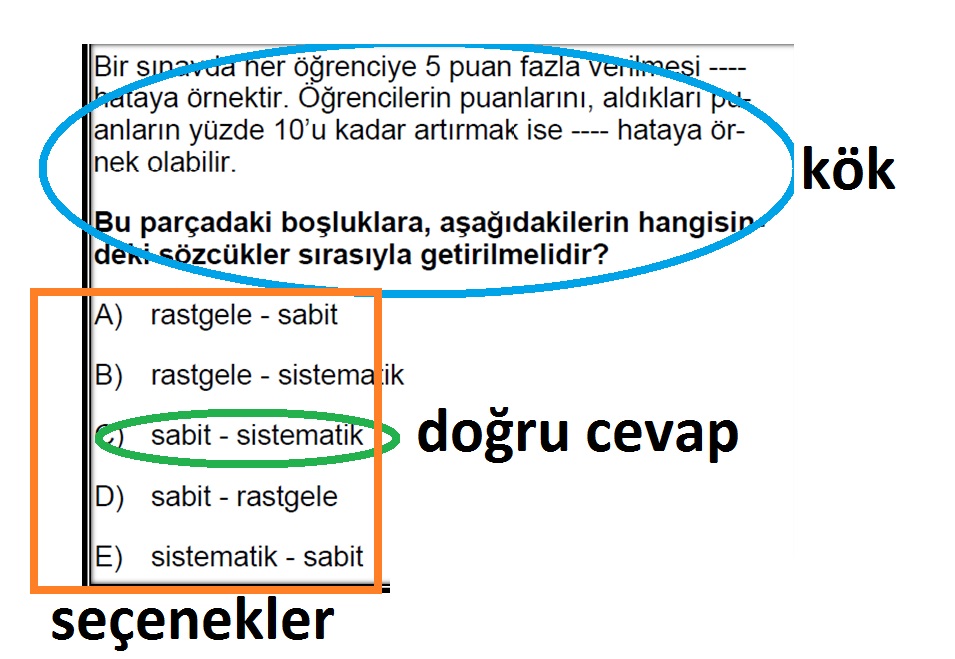 Bir sınavda her öğrenciye 5 puan fazla verilmesi ----
hataya örnektir. Öğrencilerin puanlarını, aldıkları pu-
anların yüzde 10’u kadar artırmak ise ---- hataya ör-
nek olabilir.
kök
Bu parçadaki boşluklara, aşağıdakilerin hangisin-
deki sözcükler sırasıyla getirilmelidir?
A) rastgele - sabit
B) rastgele - sistematik
C) sabit - sistematik
doğru cevap
D) sabit - rastgele
E) sistematik - sabit
seçenekler